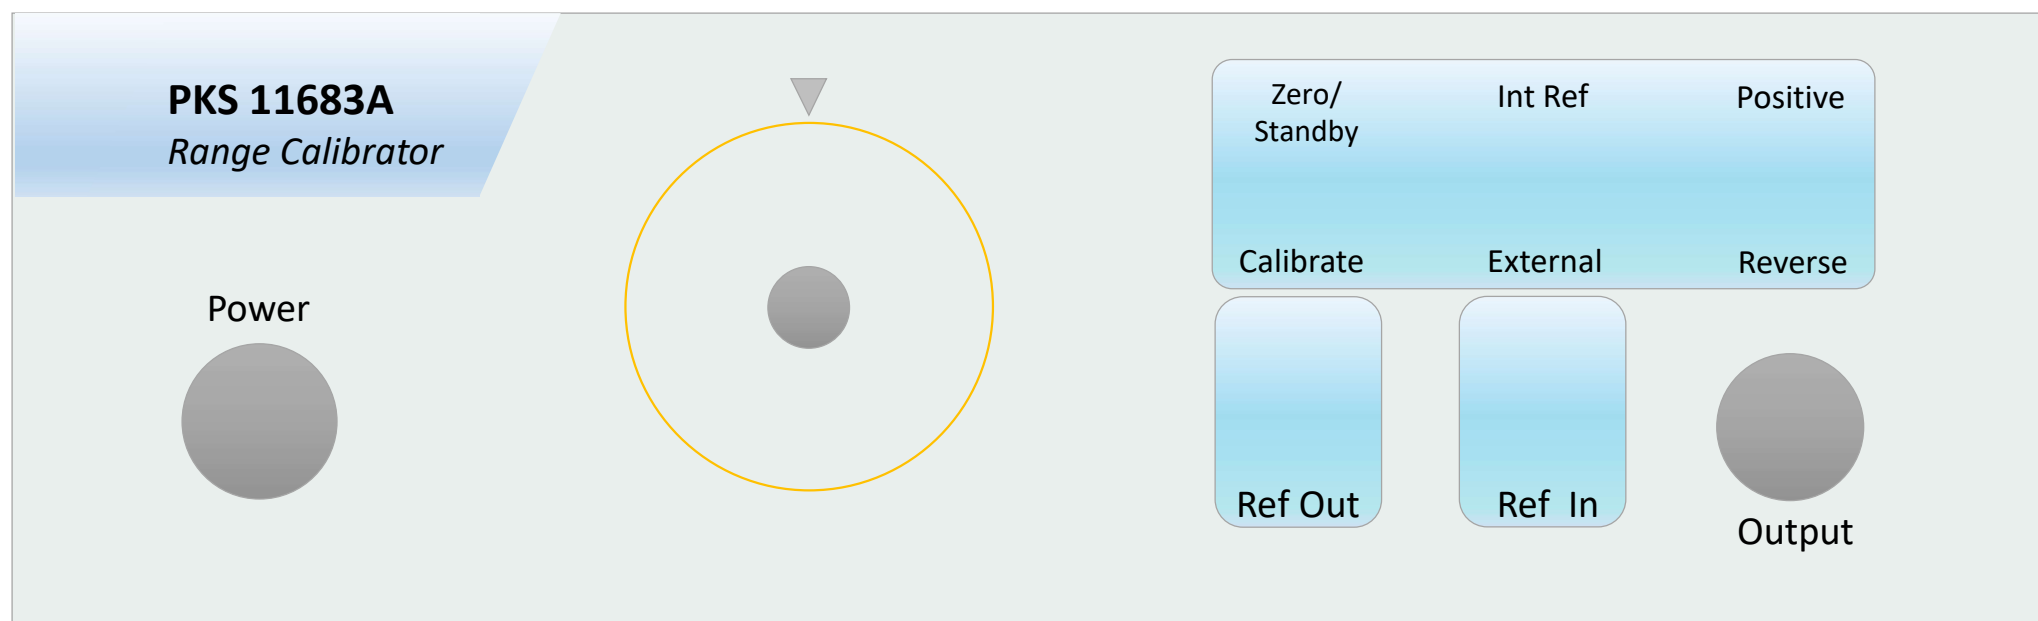 PKS 11683A
Range Calibrator
Power
Zero/
Standby
Int Ref
Positive
Calibrate
External
Reverse
Ref Out
Ref In
Output